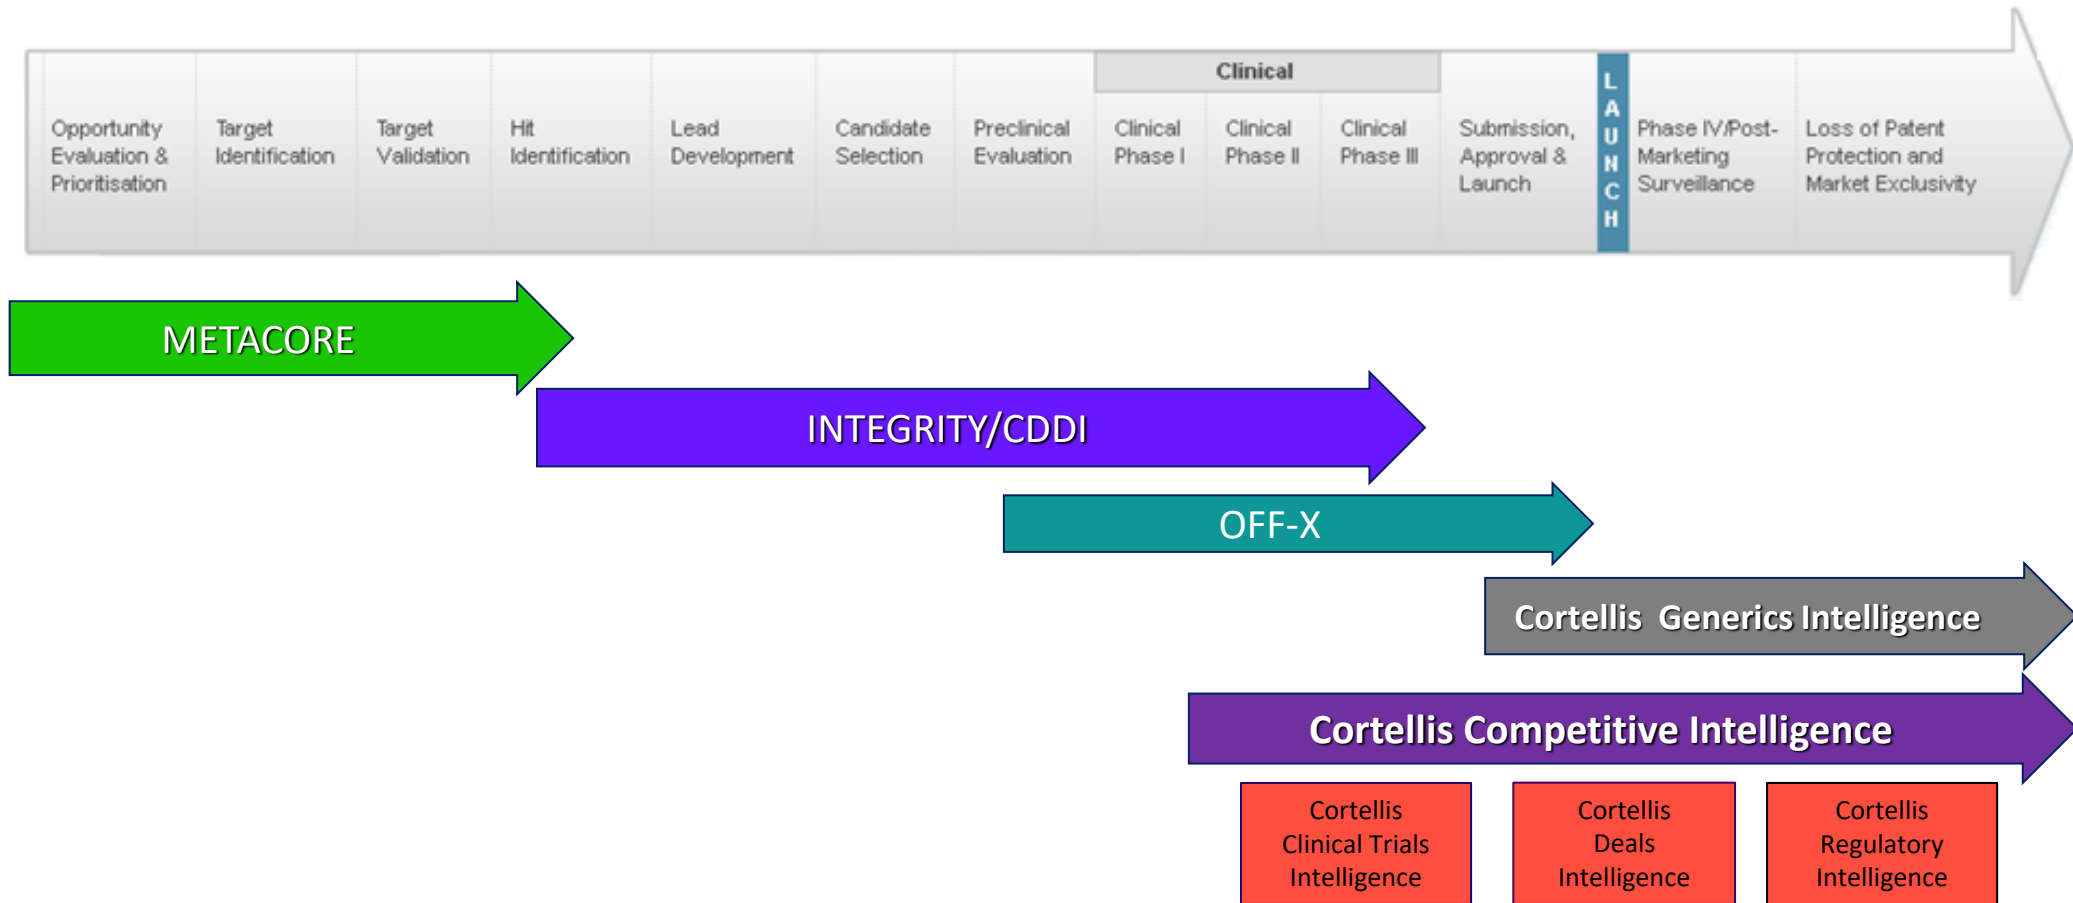 Clinical
Opportunity
Evaluation &
Prioritisation
Target
Identification
Target
Validation
Hit
Identification
Lead
Development
Candidate
Selection
Preclinical
Evaluation
Clinical
Phase I
Clinical
Phase II
Clinical
Phase III
Submission,
Approval &
Launch
LAUNCH
Phase IV/Post-
Marketing
Surveillance
Loss of Patent
Protection and
Market Exclusivity
METACORE
INTEGRITY/CDDI
OFF-X
Cortellis  Generics Intelligence
Cortellis Competitive Intelligence
Cortellis
Clinical Trials
Intelligence
Cortellis
Deals
Intelligence
Cortellis
Regulatory
Intelligence